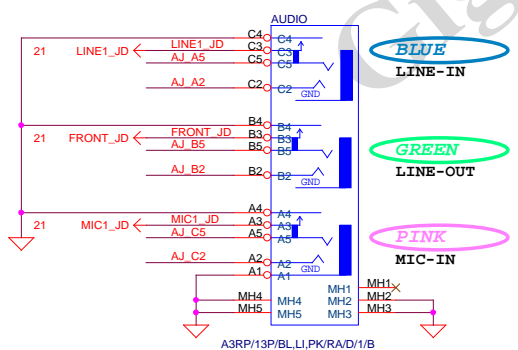 AUDIO
C4 C4
21 LINE1_JD LINE1_JD C3 C3
AJ_A5 C5 C5
BLUE
LINE-IN
AJ_A2 C2 C2
GND
B4 B4
21 FRONT_JD FRONT_JD B3 B3
AJ_B5 B5 B5
GREEN
LINE-OUT
AJ_B2 B2 B2
GND
A4 A4
21 MIC1_JD MIC1_JD A3 A3
AJ_C5 A5 A5
PINK
MIC-IN
AJ_C2 A2 A2
GND
A1 A1
MH1 MH1
MH4 MH4 MH2 MH2
MH5 MH5 MH3 MH3
A3RP/13P/BL,LI,PK/RA/D/1/B